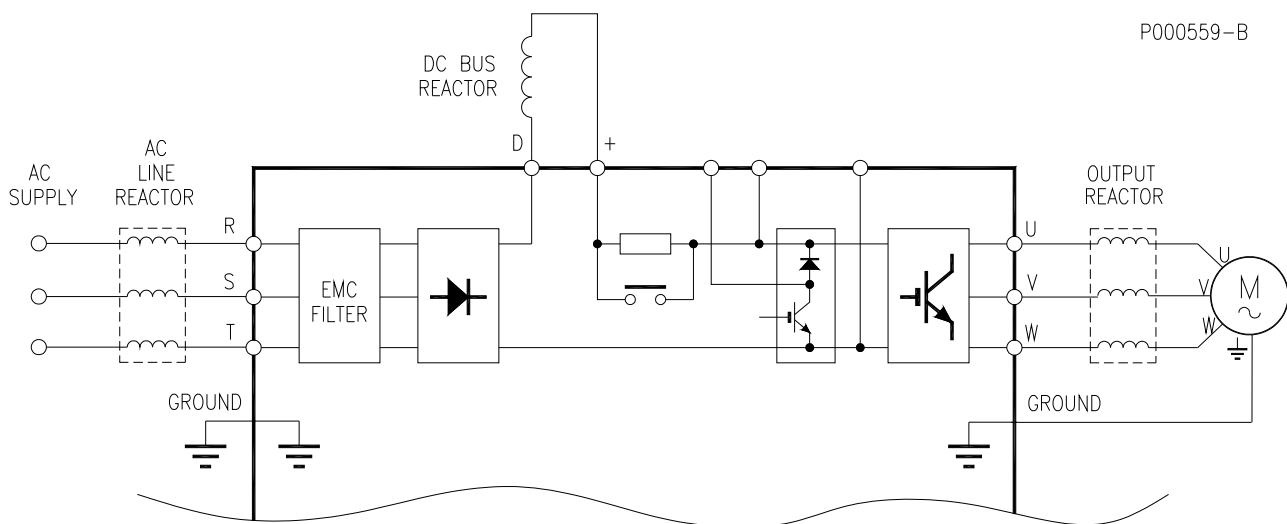 P000559-B
DC BUS
REACTOR
D
+
AC
SUPPLY
AC
LINE
REACTOR
OUTPUT
REACTOR
R
S
T
EMC
FILTER
U
V
W
U
V
W
M
GROUND
GROUND